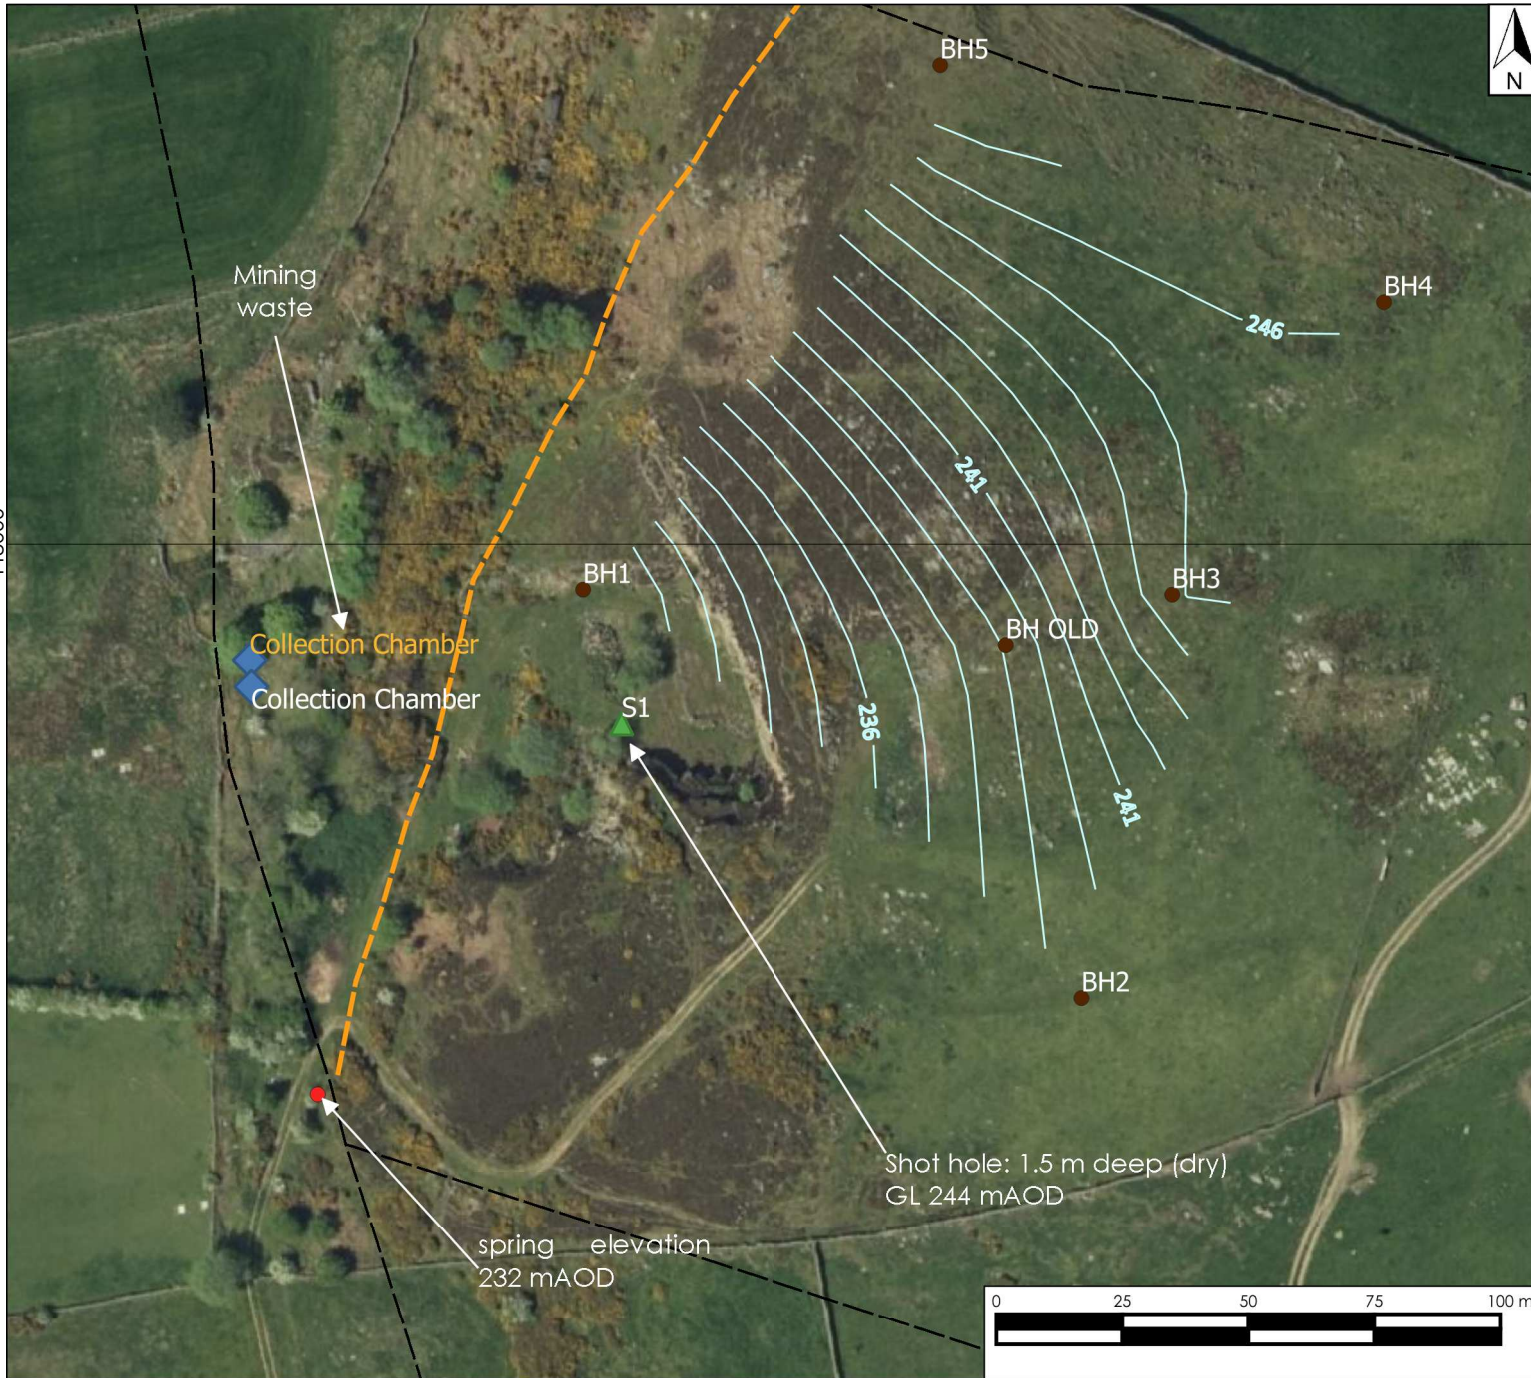 BH5
N
Mining
waste
BH4
246
241
BH1
BH3
BH OLD
Collection Chamber
Collection Chamber
S1
236
241
BH2
Shot hole: 1.5 m deep (dry)
GL 244 mAOD
spring elevation
232 mAOD
0 25 50 75 100 m